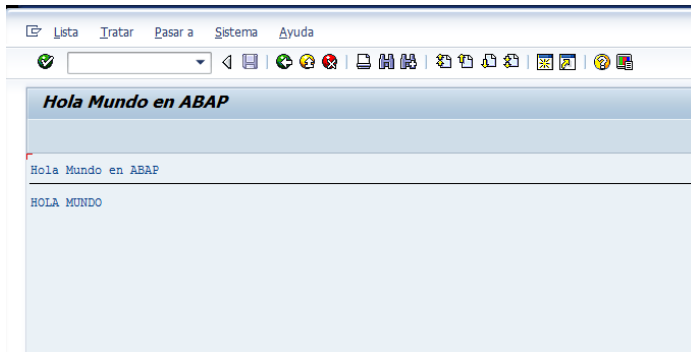 Lista Tratar Pasar a Sistema Ayuda
Hola Mundo en ABAP
Hola Mundo en ABAP
HOLA MUNDO